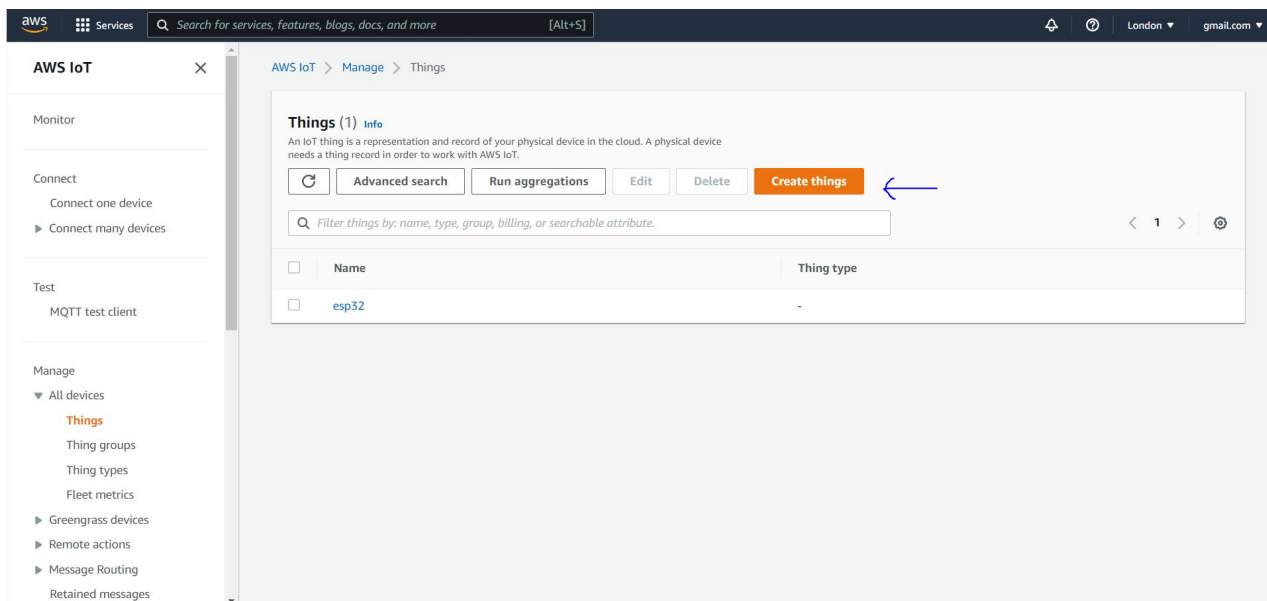 aws
Services
Search for services, features, blogs, docs, and more [Alt+S]
London ▼
gmail.com ▼
AWS IoT
Monitor
Connect
Connect one device
Connect many devices
Test
MQTT test client
Manage
All devices
Things
Thing groups
Thing types
Fleet metrics
Greengrass devices
Remote actions
Message Routing
Retained messages
AWS IoT > Manage > Things
Things (1) Info
An IoT thing is a representation and record of your physical device in the cloud. A physical device
needs a thing record in order to work with AWS IoT.
Advanced search
Run aggregations
Edit
Delete
Create things
Filter things by: name, type, group, billing, or searchable attribute.
< 1 >
Name Thing type
esp32 -